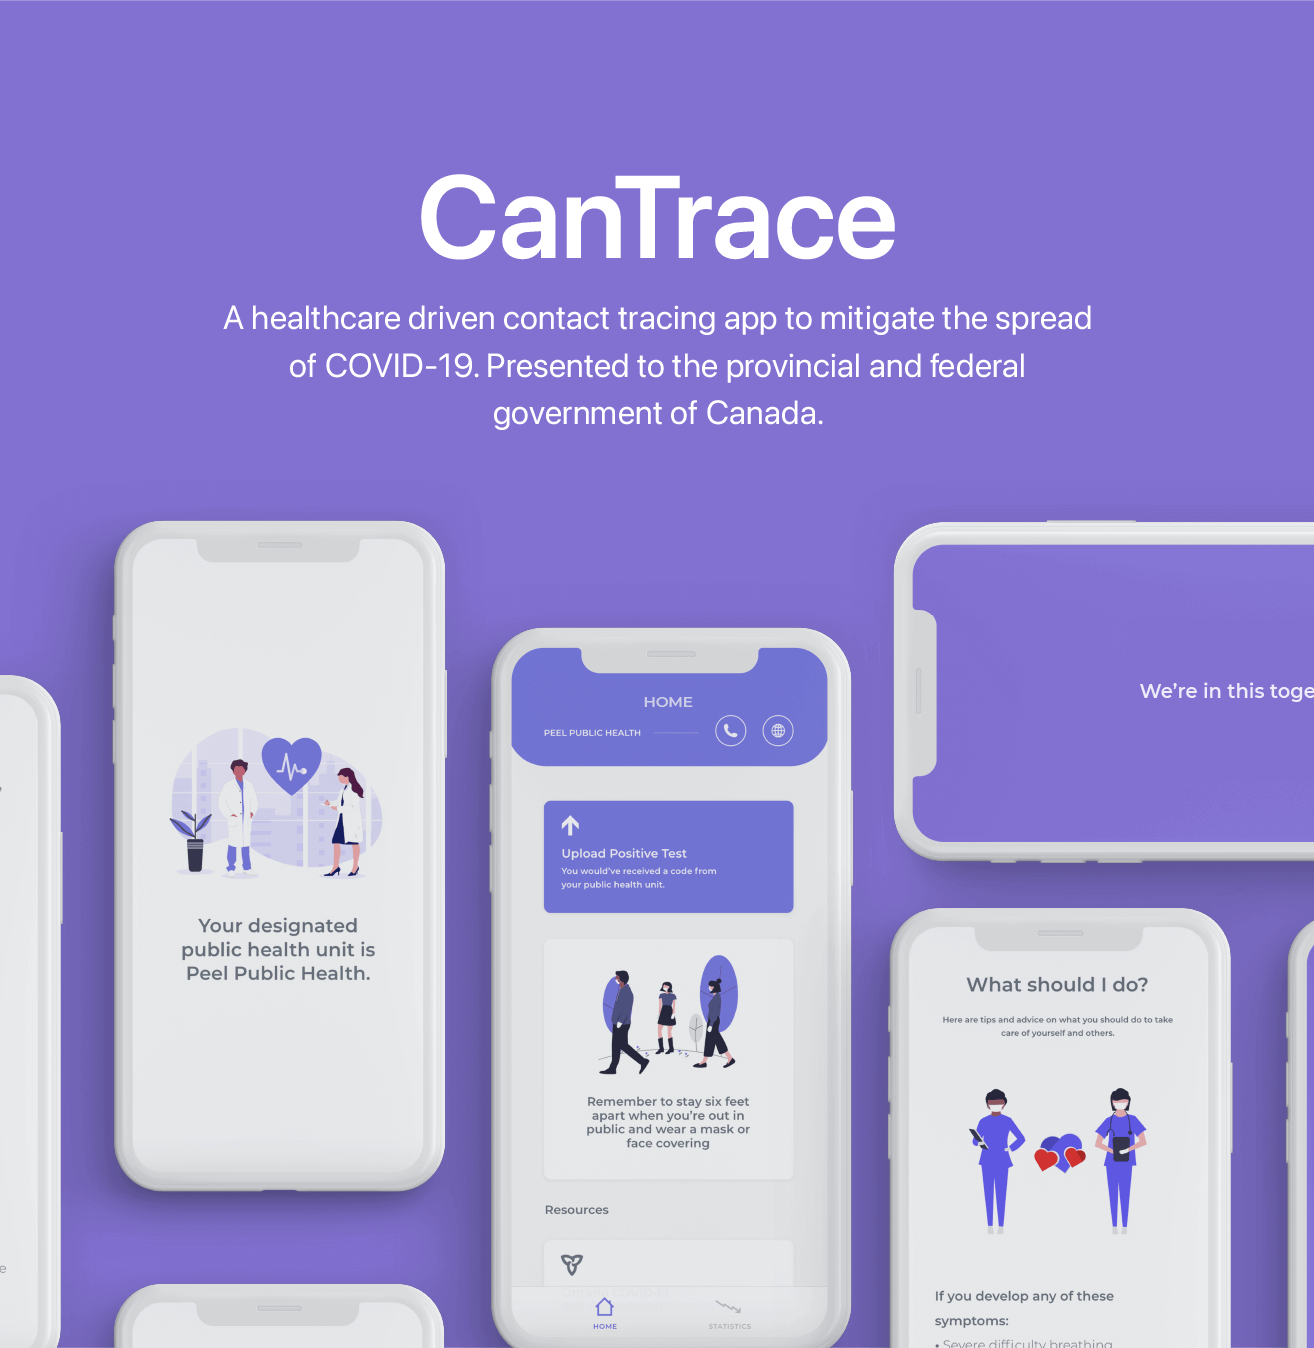 CanTrace
A healthcare driven contact tracing app to mitigate the spread
of COVID-19. Presented to the provincial and federal
government of Canada.
Your designated
public health unit is
Peel Public Health.
HOME
PEEL PUBLIC HEALTH
Upload Positive Test
You would've received a code from
your public health unit.
Remember to stay six feet
apart when you're out in
public and wear a mask or
face covering
Resources
HOME
STATISTICS
We're in this toge
What should I do?
Here are tips and advice on what you should do to take
care of yourself and others.
If you develop any of these
symptoms:
• Severe difficulty breathing
e